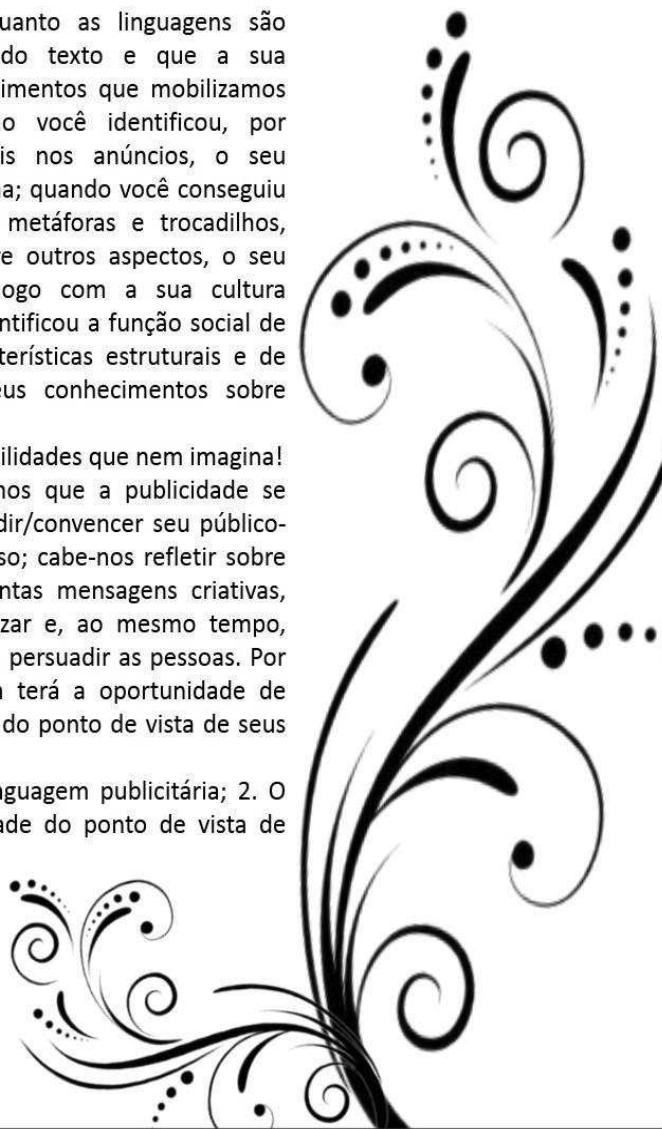 uanto as linguagens são
do texto e que a sua
imentos que mobilizamos
o você identificou, por
is nos anúncios, o seu
na; quando você conseguiu
metáforas e trocadilhos,
e outros aspectos, o seu
ogo com a sua cultura
ntificou a função social de
terísticas estruturais e de
eus conhecimentos sobre
ilidades que nem imagina!
nos que a publicidade se
dir/convencer seu público-
so; cabe-nos refletir sobre
ntas mensagens criativas,
zar e, ao mesmo tempo,
persuadir as pessoas. Por
terá a oportunidade de
do ponto de vista de seus
nguagem publicitária; 2. O
ade do ponto de vista de